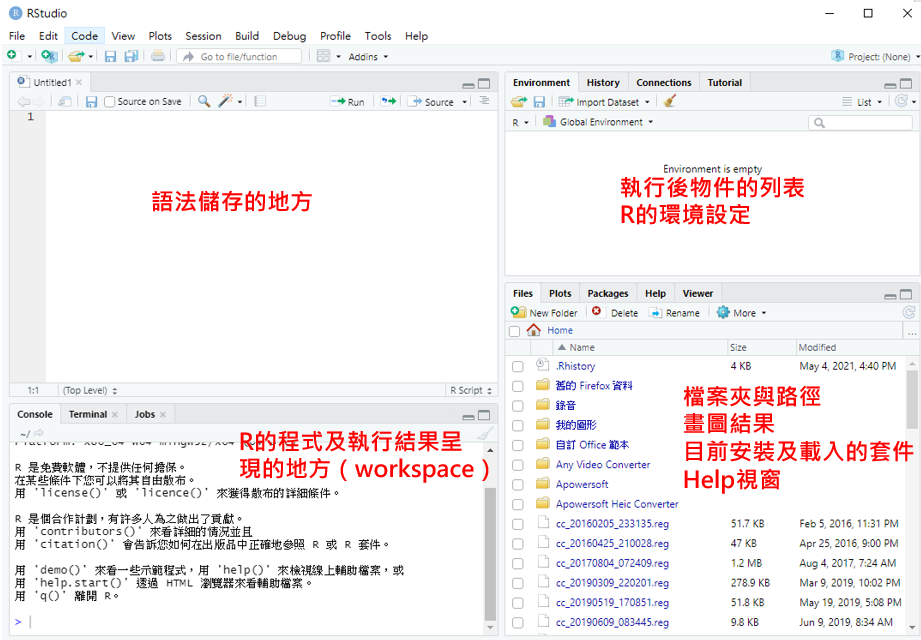 RStudio
File Edit Code View Plots Session Build Debug Profile Tools Help
Go to file/function Addins Project: (None)
Untitled1
Source on Save Run Source
1
語法儲存的地方
1:1 (Top Level) R Script
Environment History Connections Tutorial
Import Dataset List
R Global Environment
Environment is empty
執行後物件的列表
R的環境設定
Console Terminal Jobs
~/
R的程式及執行結果呈
現的地方（workspace）
R 是免費軟體，不提供任何擔保。
在某些條件下您可以將其自由散布。
用 'license()' 或 'licence()' 來獲得散布的詳細條件。
R 是個合作計劃，有許多人為之做出了貢獻。
用 'contributors()' 來看詳細的情況並且
用 'citation()' 會告訴您如何在出版品中正確地參照 R 或 R 套件。
用 'demo()' 來看一些示範程式，用 'help()' 來檢視線上輔助檔案，或
用 'help.start()' 透過 HTML 瀏覽器來看輔助檔案。
用 'q()' 離開 R。
>
Files Plots Packages Help Viewer
New Folder Delete Rename More
Home
Name Size Modified
.Rhistory 4 KB May 4, 2021, 4:40 PM
舊的 Firefox 資料
錄音
我的圖形
自訂 Office 範本
Any Video Converter
Apowersoft
Apowersoft Heic Converter
cc_20160205_233135.reg 51.7 KB Feb 5, 2016, 11:31 PM
cc_20160425_210028.reg 47 KB Apr 25, 2016, 9:00 PM
cc_20170804_072409.reg 1.2 MB Aug 4, 2017, 7:24 AM
cc_20190309_220201.reg 278.9 KB Mar 9, 2019, 10:02 PM
cc_20190519_170851.reg 51.8 KB May 19, 2019, 5:08 PM
cc_20190609_083445.reg 9.8 KB Jun 9, 2019, 8:34 AM
檔案夾與路徑
畫圖結果
目前安裝及載入的套件
Help視窗